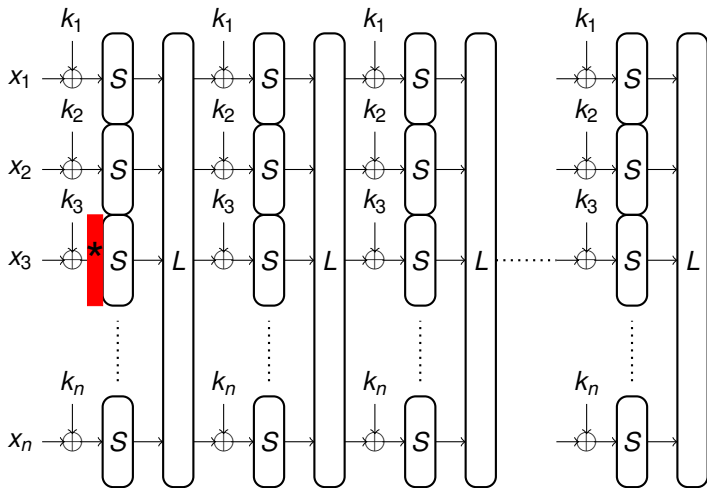 k1 k1 k1 k1
x1 S S S S
k2 k2 k2 k2
x2 S S S S
k3 k3 k3 k3
*
x3 S L S L S L S L
kn kn kn kn
xn S S S S